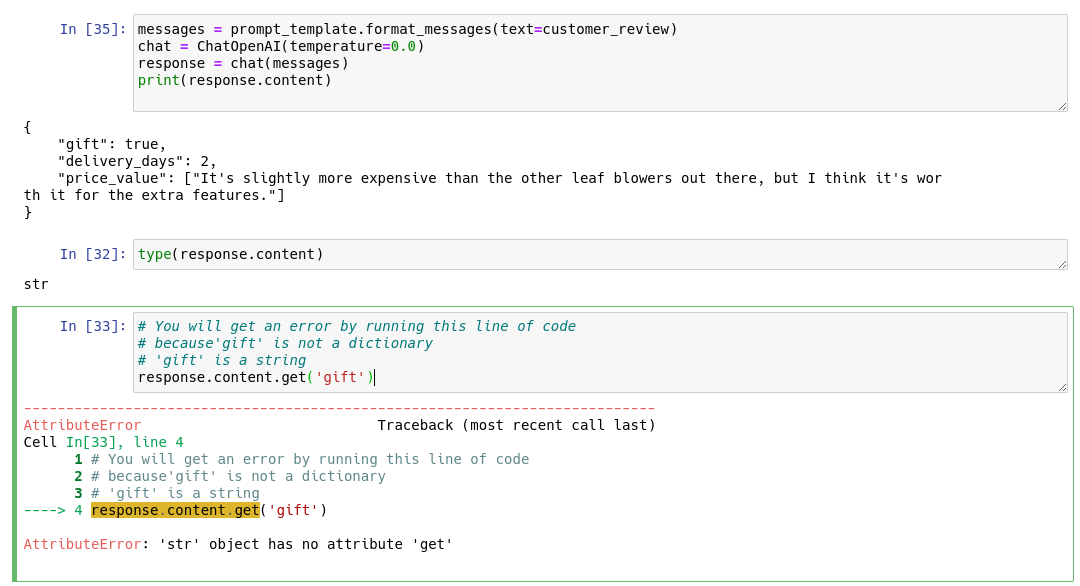 In [35]: messages = prompt_template.format_messages(text=customer_review)
chat = ChatOpenAI(temperature=0.0)
response = chat(messages)
print(response.content)
{
    "gift": true,
    "delivery_days": 2,
    "price_value": ["It's slightly more expensive than the other leaf blowers out there, but I think it's wor
th it for the extra features."]
}
In [32]: type(response.content)
str
In [33]: # You will get an error by running this line of code
# because'gift' is not a dictionary
# 'gift' is a string
response.content.get('gift')
---------------------------------------------------------------------------
AttributeError                            Traceback (most recent call last)
Cell In[33], line 4
      1 # You will get an error by running this line of code
      2 # because'gift' is not a dictionary
      3 # 'gift' is a string
----> 4 response.content.get('gift')
AttributeError: 'str' object has no attribute 'get'